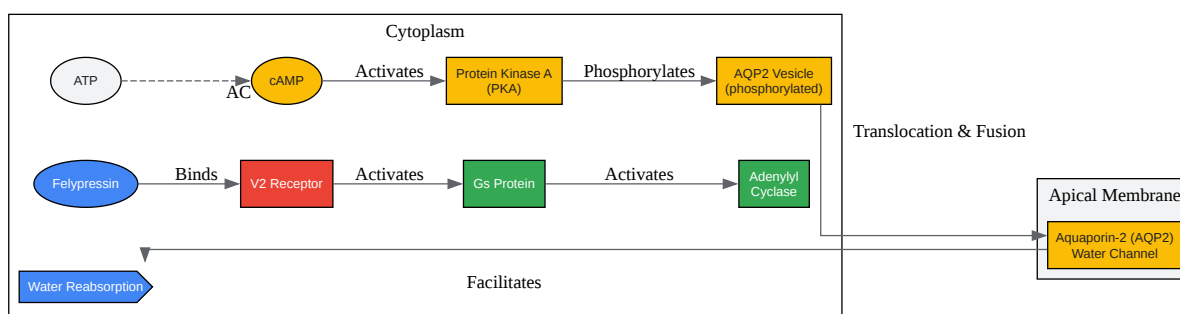 Cytoplasm
ATP
AC
cAMP
Activates
Protein Kinase A
(PKA)
Phosphorylates
AQP2 Vesicle
(phosphorylated)
Translocation & Fusion
Felypressin
Binds
V2 Receptor
Activates
Gs Protein
Activates
Adenylyl
Cyclase
Apical Membrane
Aquaporin-2 (AQP2)
Water Channel
Water Reabsorption
Facilitates